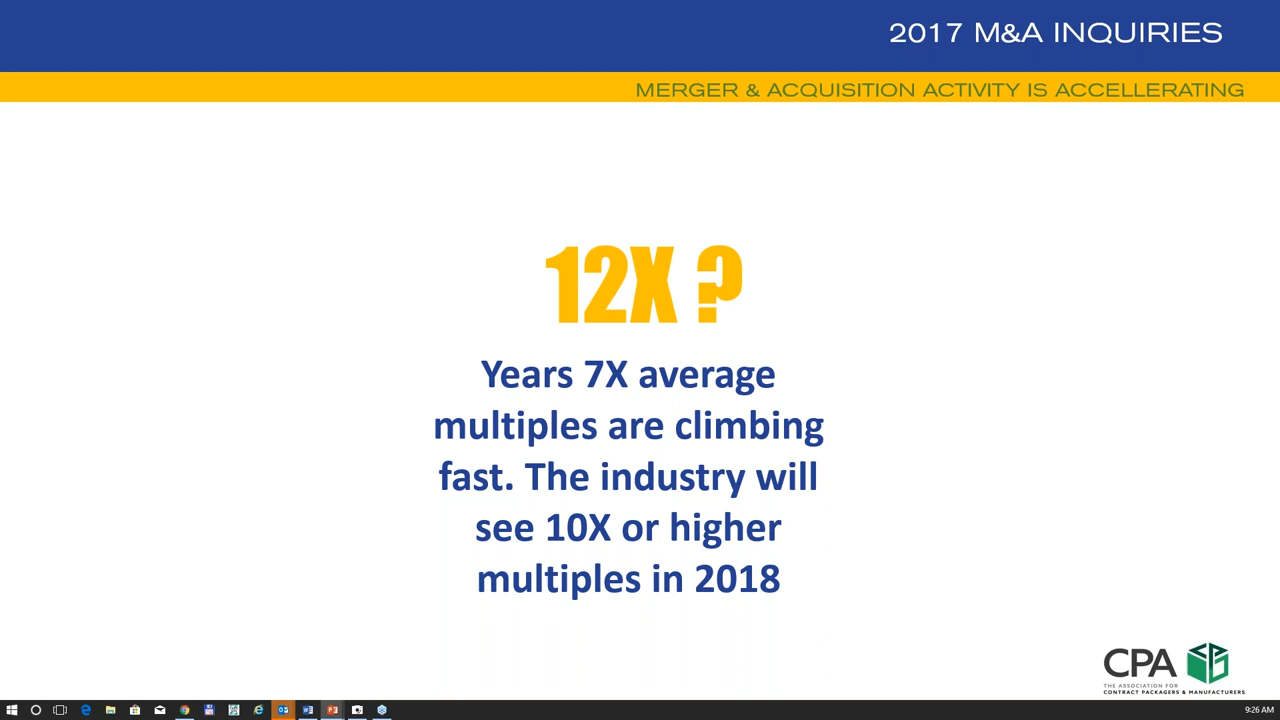 2017 M&A INQUIRIES
MERGER & ACQUISITION ACTIVITY IS ACCELLERATING
12X ?
Years 7X average
multiples are climbing
fast. The industry will
see 10X or higher
multiples in 2018
CPA
THE ASSOCIATION FOR
CONTRACT PACKAGERS & MANUFACTURERS
9:26 AM